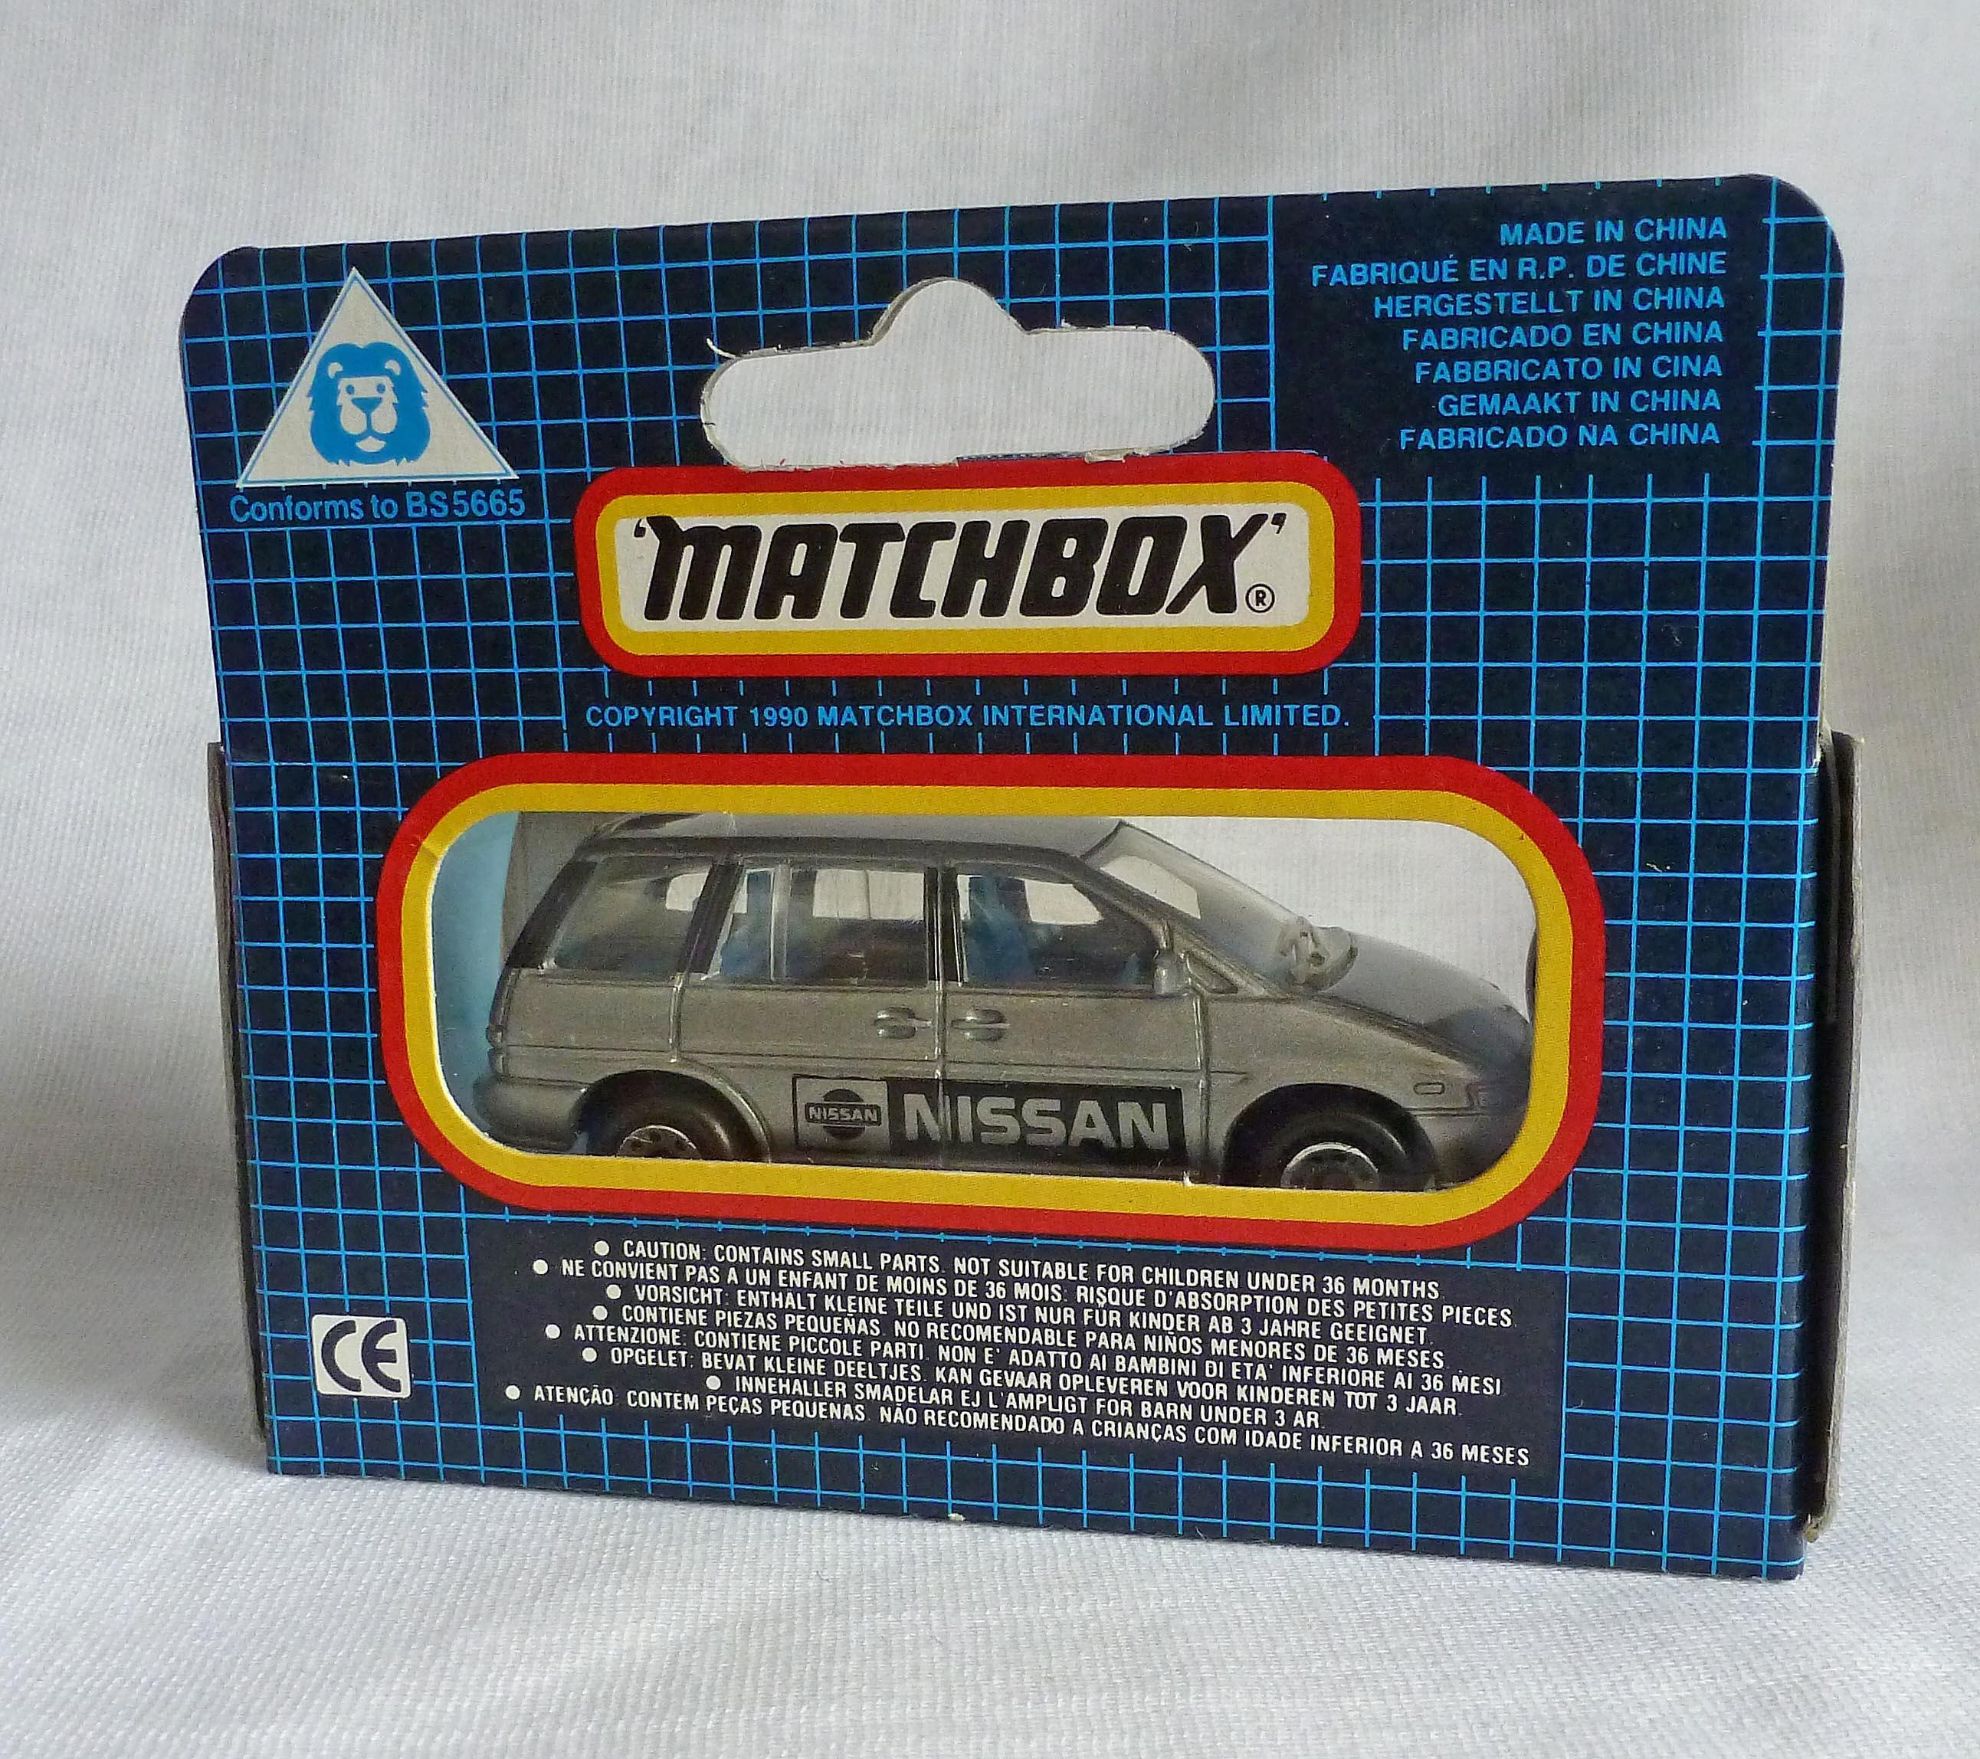 MADE IN CHINA
FABRIQUÉ EN R.P. DE CHINE
HERGESTELLT IN CHINA
FABRICADO EN CHINA
FABBRICATO IN CINA
GEMAAKT IN CHINA
FABRICADO NA CHINA
Conforms to BS5665
'MATCHBOX'®
COPYRIGHT 1990 MATCHBOX INTERNATIONAL LIMITED.
NISSAN NISSAN
● CAUTION: CONTAINS SMALL PARTS. NOT SUITABLE FOR CHILDREN UNDER 36 MONTHS.
● NE CONVIENT PAS A UN ENFANT DE MOINS DE 36 MOIS: RISQUE D'ABSORPTION DES PETITES PIECES.
● VORSICHT: ENTHÄLT KLEINE TEILE UND IST NUR FÜR KINDER AB 3 JAHRE GEEIGNET.
● CONTIENE PIEZAS PEQUEÑAS. NO RECOMENDABLE PARA NIÑOS MENORES DE 36 MESES.
● ATTENZIONE: CONTIENE PICCOLE PARTI. NON E' ADATTO AI BAMBINI DI ETA' INFERIORE AI 36 MESI
● OPGELET: BEVAT KLEINE DEELTJES. KAN GEVAAR OPLEVEREN VOOR KINDEREN TOT 3 JAAR.
● INNEHALLER SMADELAR EJ L'AMPLIGT FOR BARN UNDER 3 AR.
● ATENÇÃO: CONTEM PEÇAS PEQUENAS. NÃO RECOMENDADO A CRIANÇAS COM IDADE INFERIOR A 36 MESES
CE